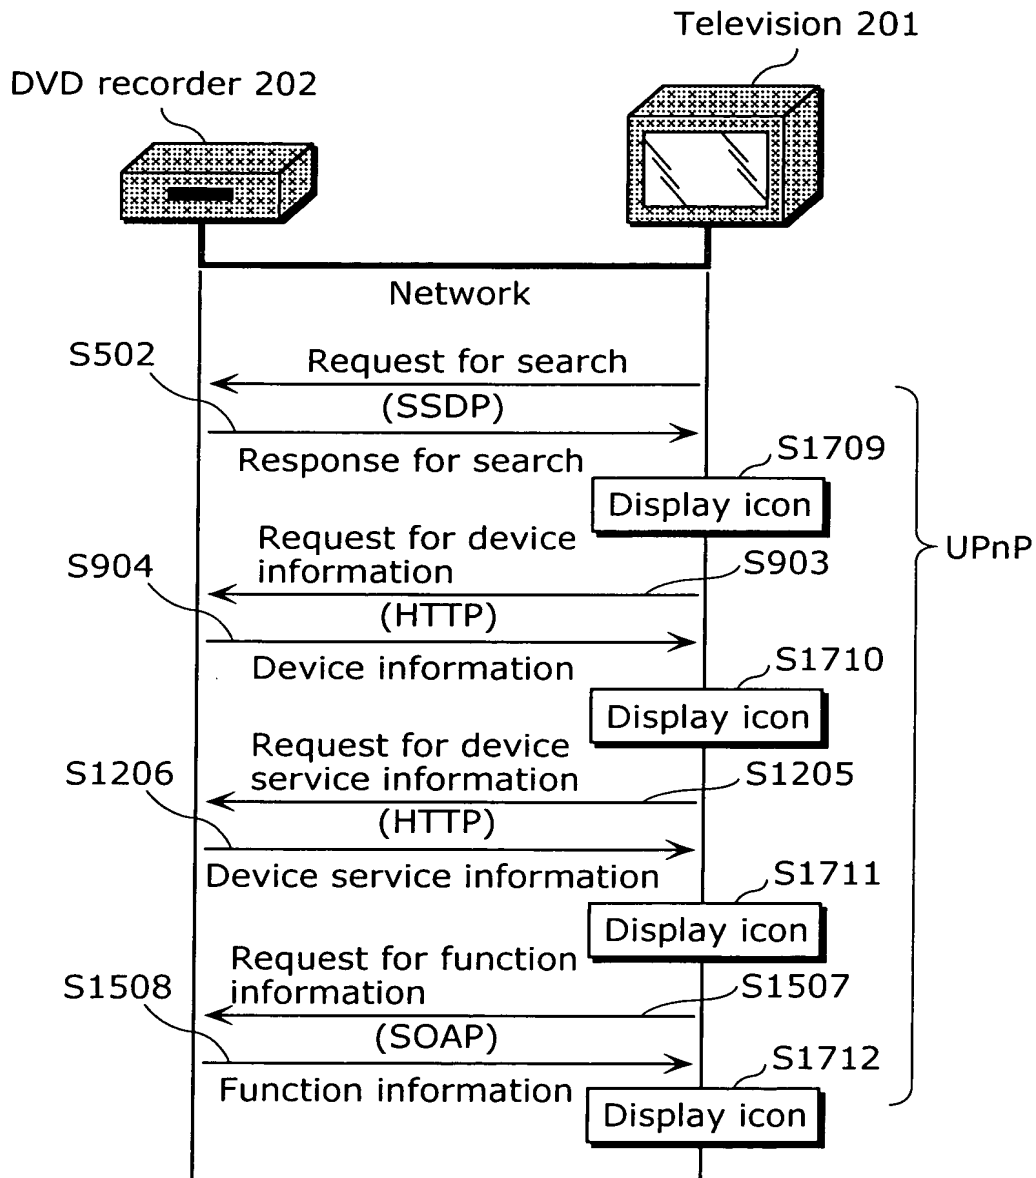 Television 201
DVD recorder 202
Network
S502
Request for search
(SSDP)
Response for search
S1709
Display icon
Request for device
information
S904
S903
(HTTP)
UPnP
Device information
S1710
Display icon
Request for device
service information
S1206
S1205
(HTTP)
Device service information
S1711
Display icon
Request for function
information
S1508
S1507
(SOAP)
Function information
S1712
Display icon